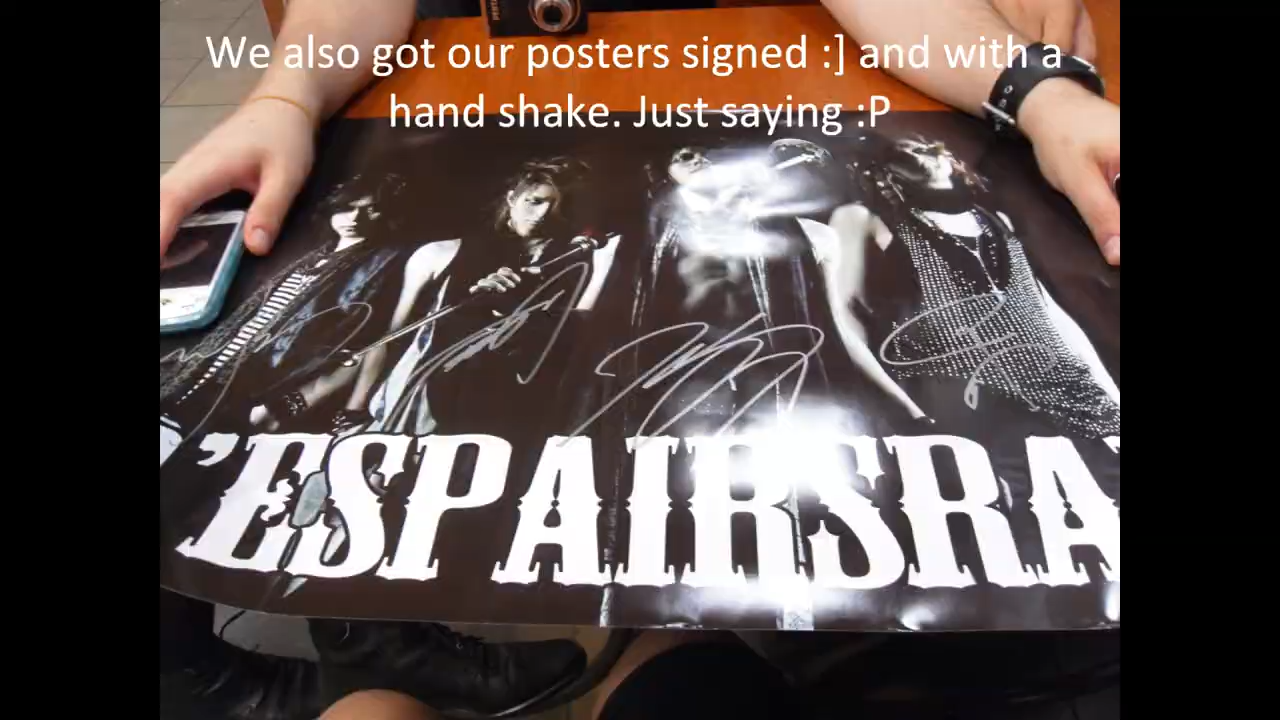 We also got our posters signed :] and with a
hand shake. Just saying :P
'ESPAIRSRA